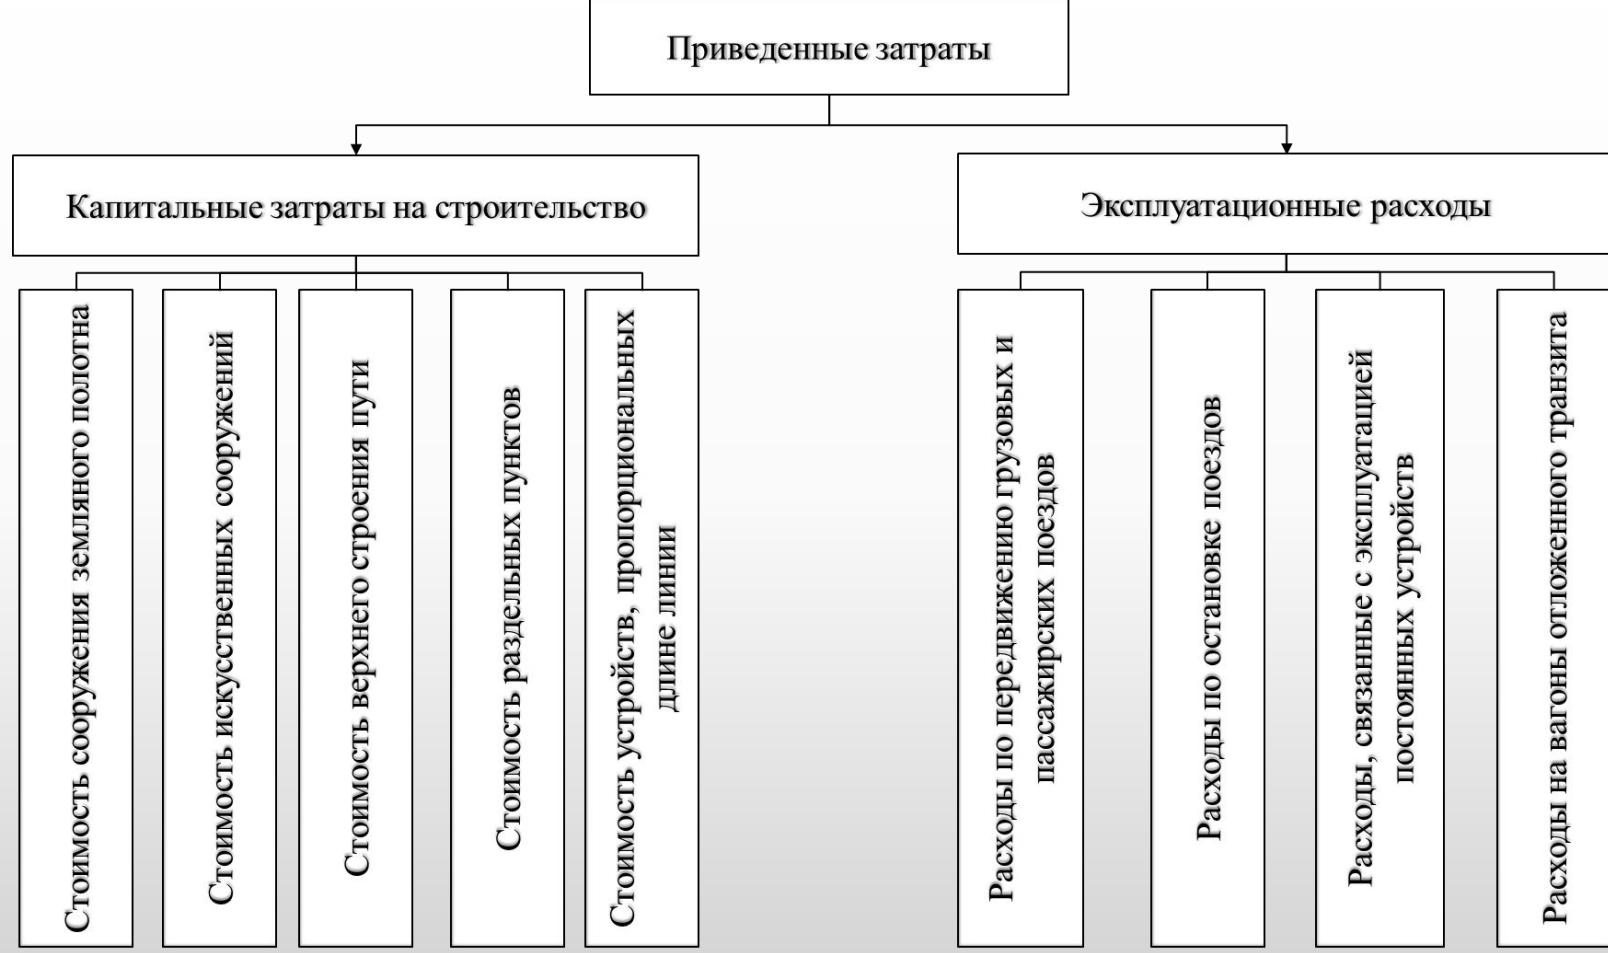 Приведенные затраты
Капитальные затраты на строительство
Эксплуатационные расходы
Стоимость сооружения земляного полотна
Стоимость искусственных сооружений
Стоимость верхнего строения пути
Стоимость раздельных пунктов
Стоимость устройств, пропорциональных
длине линии
Расходы по передвижению грузовых и
пассажирских поездов
Расходы по остановке поездов
Расходы, связанные с эксплуатацией
постоянных устройств
Расходы на вагоны отложенного транзита